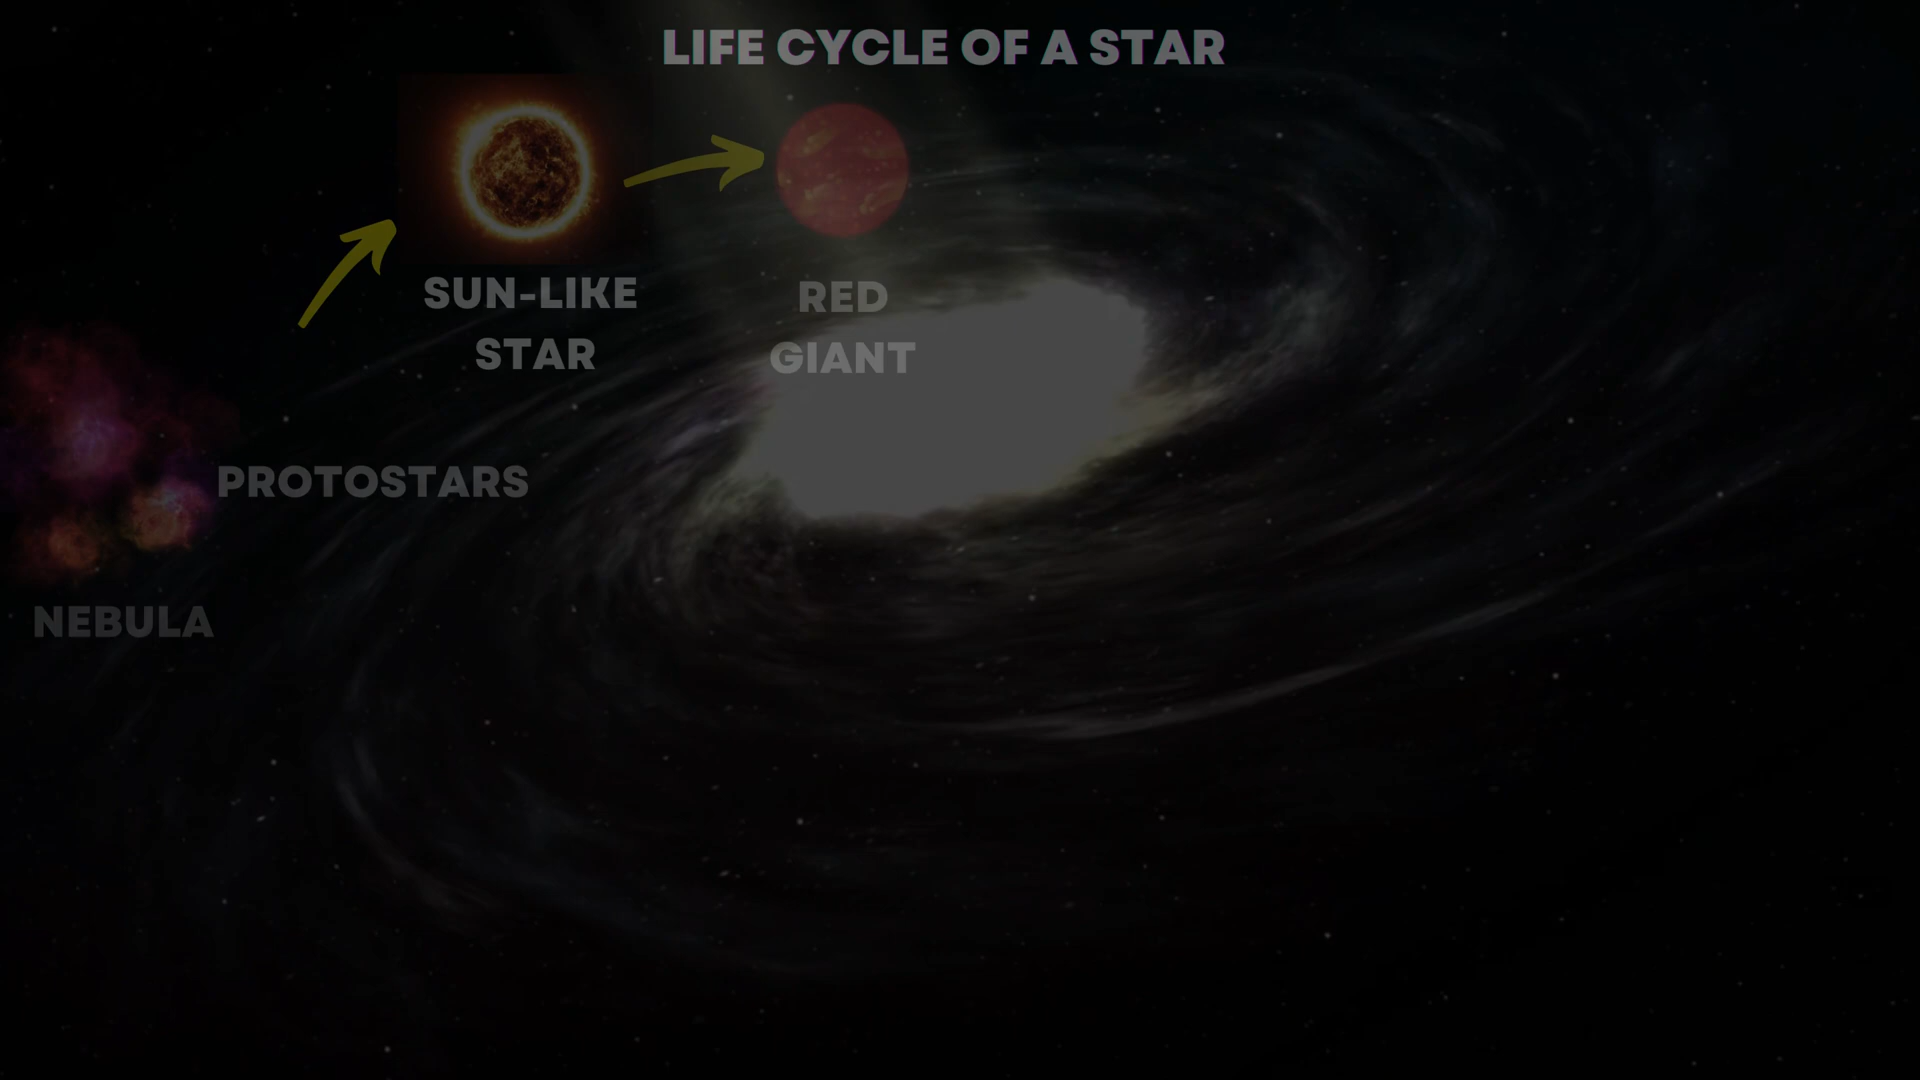 LIFE CYCLE OF A STAR
SUN-LIKE
STAR
RED
GIANT
PROTOSTARS
NEBULA